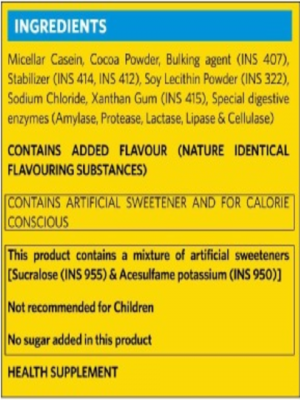 INGREDIENTS
Micellar Casein, Cocoa Powder, Bulking agent (INS 407),
Stabilizer (INS 414, INS 412), Soy Lecithin Powder (INS 322),
Sodium Chloride, Xanthan Gum (INS 415), Special digestive
enzymes (Amylase, Protease, Lactase, Lipase & Cellulase)
CONTAINS ADDED FLAVOUR (NATURE IDENTICAL
FLAVOURING SUBSTANCES)
CONTAINS ARTIFICIAL SWEETENER AND FOR CALORIE
CONSCIOUS
This product contains a mixture of artificial sweeteners
[Sucralose (INS 955) & Acesulfame potassium (INS 950)]
Not recommended for Children
No sugar added in this product
HEALTH SUPPLEMENT